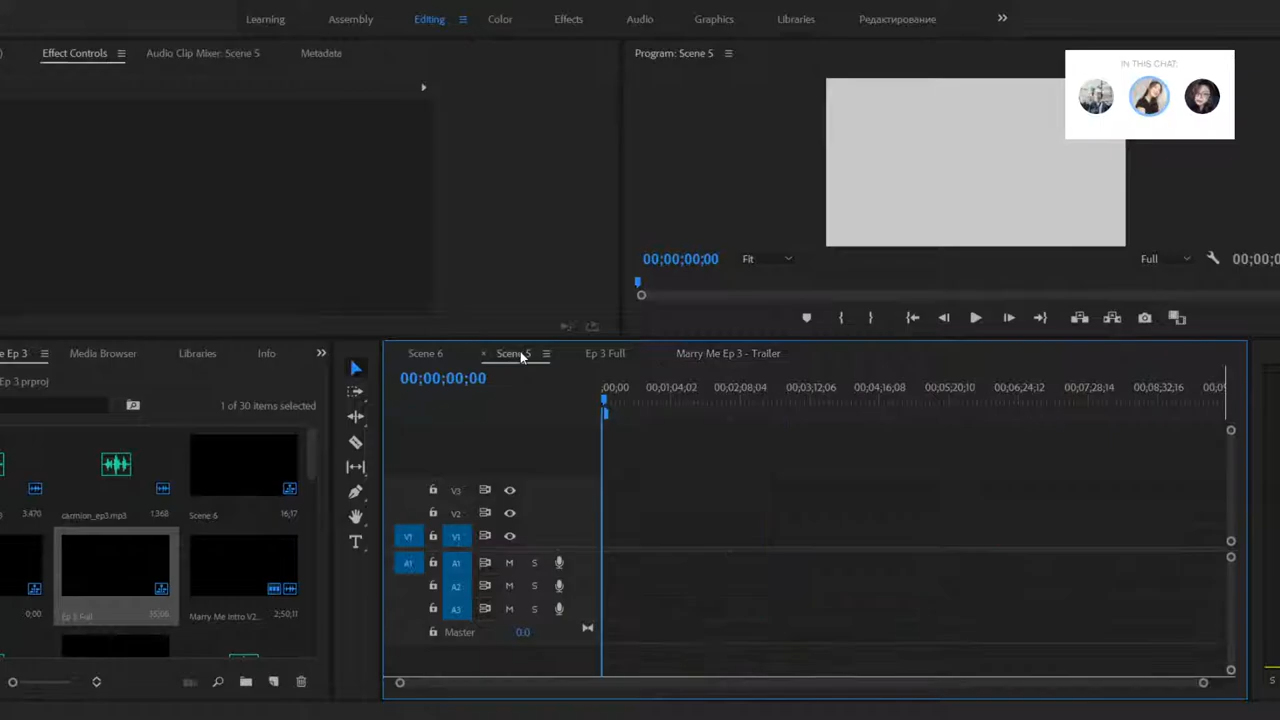 Learning Assembly Editing Color Effects Audio Graphics Libraries Редактирование
Effect Controls Audio Clip Mixer: Scene 5 Metadata
Program: Scene 5
IN THIS CHAT:
00;00;00;00 Fit Full 00;00;0
Scene 6 Scene 5 Ep 3 Full Marry Me Ep 3 - Trailer
e Ep 3 Media Browser Libraries Info
Ep 3.prproj
1 of 30 items selected
00;00;00;00
;00;00 00;01;04;02 00;02;08;04 00;03;12;06 00;04;16;08 00;05;20;10 00;06;24;12 00;07;28;14 00;08;32;16 00;09
3.470 carmion_ep3.mp3 1.368 Scene 6 16;17
0;00 Ep 3 Full Marry Me Intro V2... 2;50;11
V3
V2
V1 V1
A1 A1 M S
A2 M S
A3 M S
Master 0.0
S